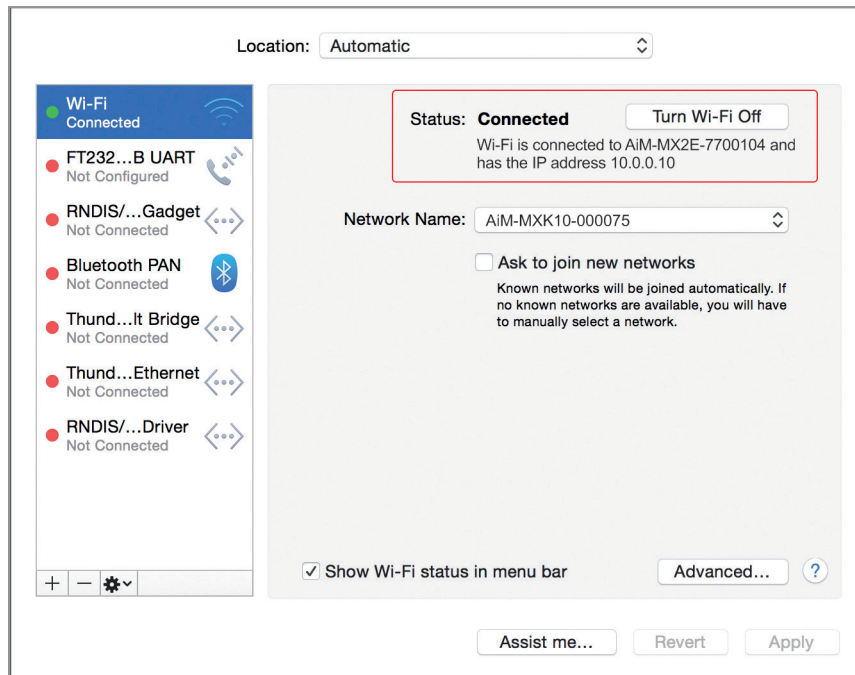 Location: Automatic
Wi-Fi
Connected
FT232...B UART
Not Configured
RNDIS/...Gadget
Not Connected
Bluetooth PAN
Not Connected
Thund...lt Bridge
Not Connected
Thund...Ethernet
Not Connected
RNDIS/...Driver
Not Connected
Status: Connected Turn Wi-Fi Off
Wi-Fi is connected to AiM-MX2E-7700104 and
has the IP address 10.0.0.10
Network Name: AiM-MXK10-000075
Ask to join new networks
Known networks will be joined automatically. If
no known networks are available, you will have
to manually select a network.
Show Wi-Fi status in menu bar Advanced... ?
Assist me... Revert Apply